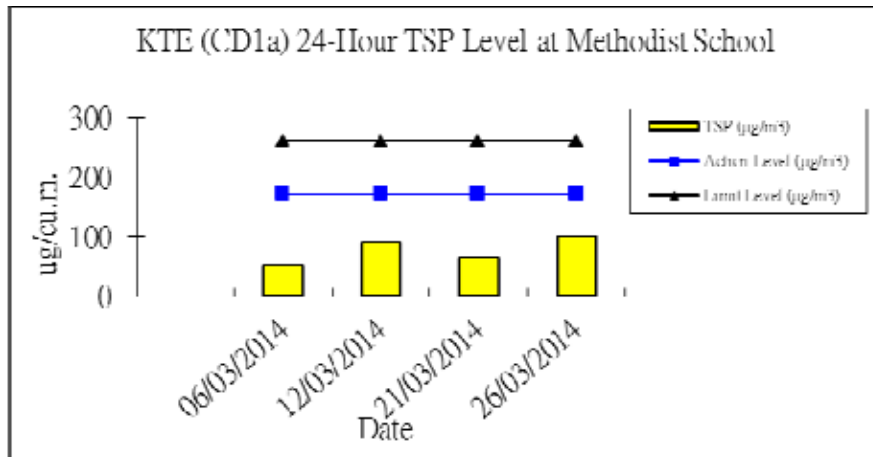 KTE (CD1a) 24-Hour TSP Level at Methodist School
300
200
100
0
ug/cu.m.
06/03/2014
12/03/2014
21/03/2014
26/03/2014
Date
TSP (µg/m3)
Action Level (µg/m3)
Limit Level (µg/m3)